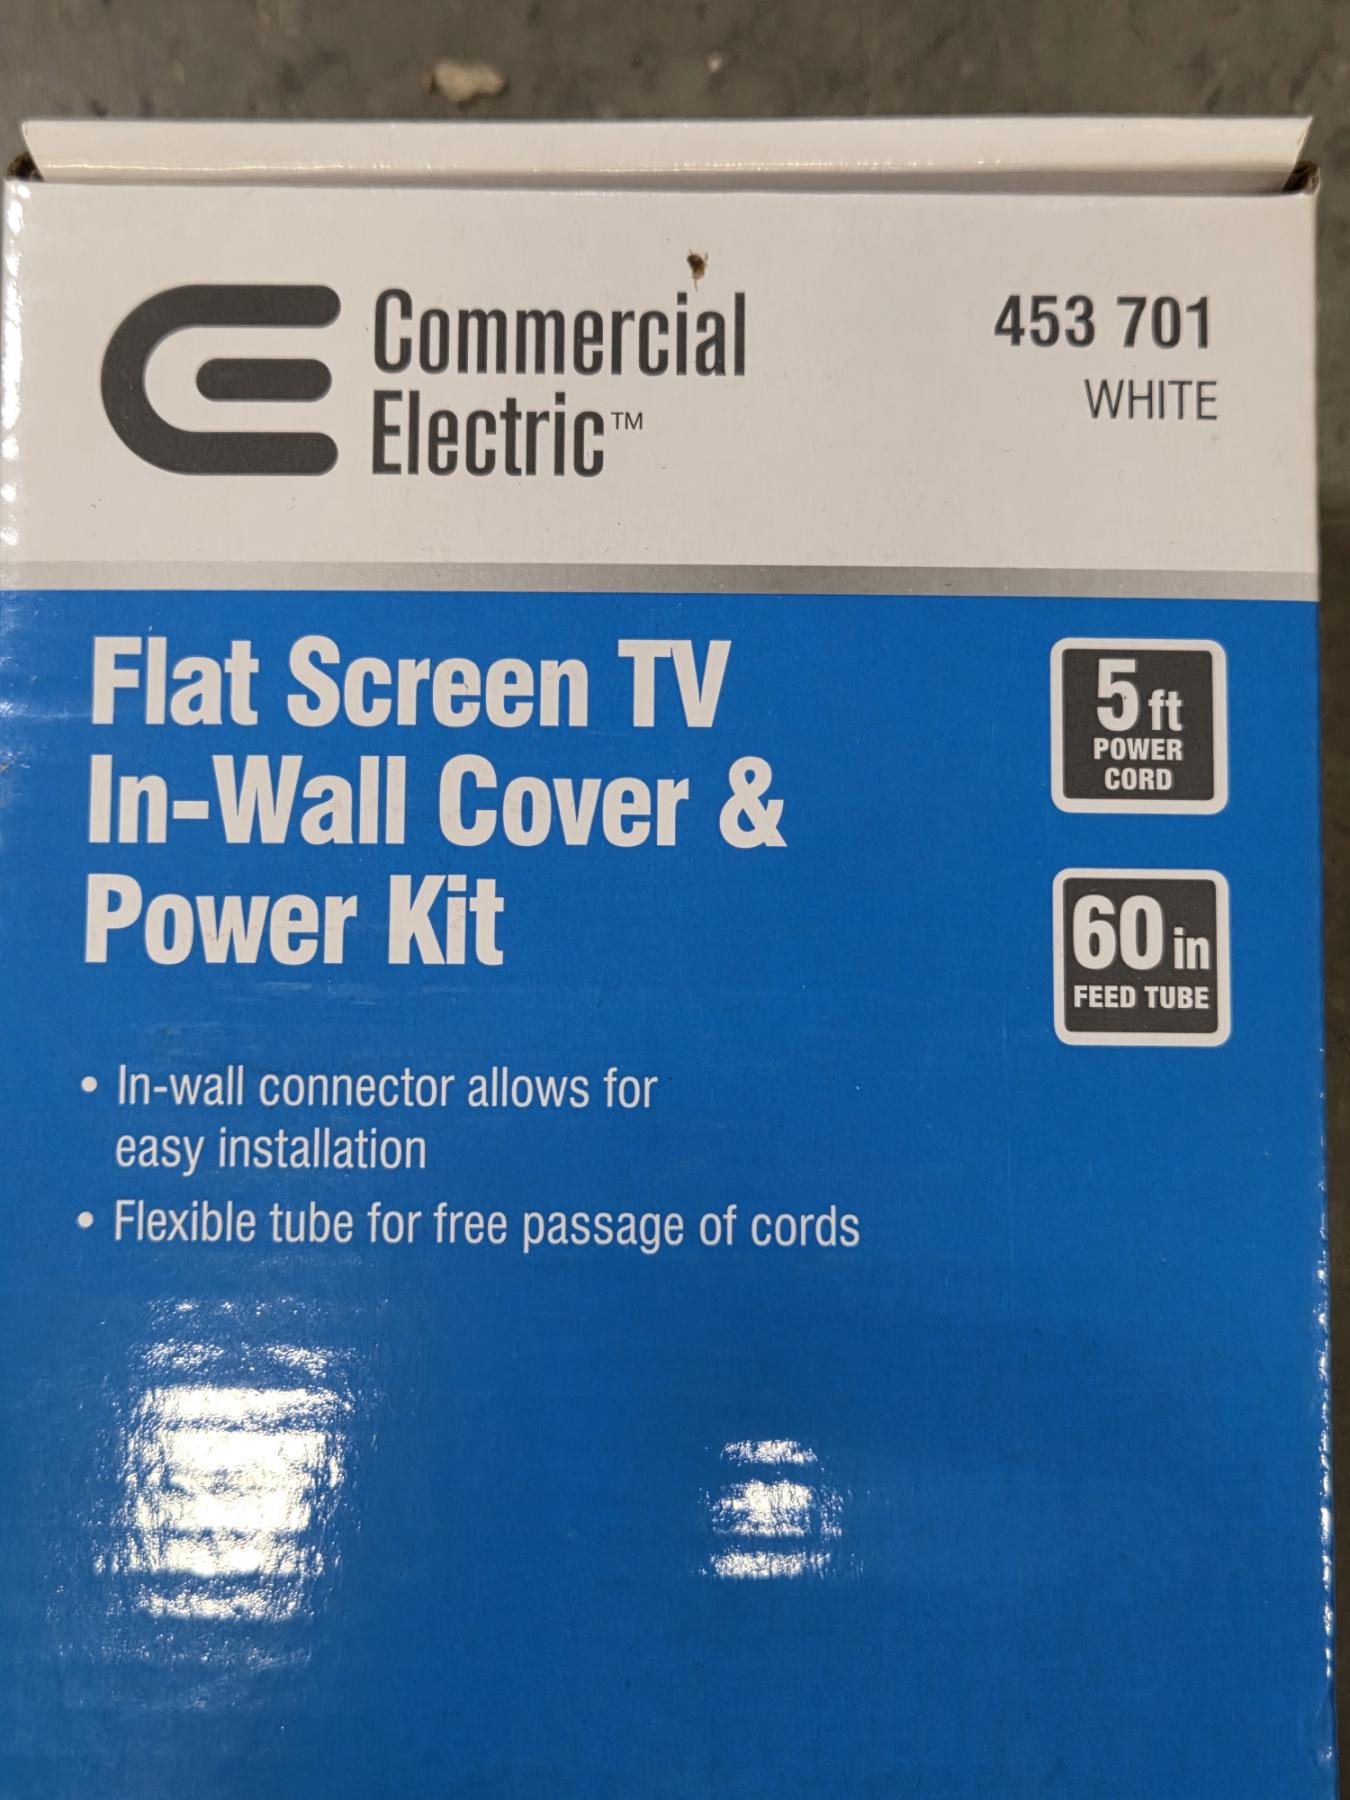 Commercial
Electric™
453 701
WHITE
Flat Screen TV
In-Wall Cover &
Power Kit
5 ft
POWER
CORD
60 in
FEED TUBE
• In-wall connector allows for
easy installation
• Flexible tube for free passage of cords